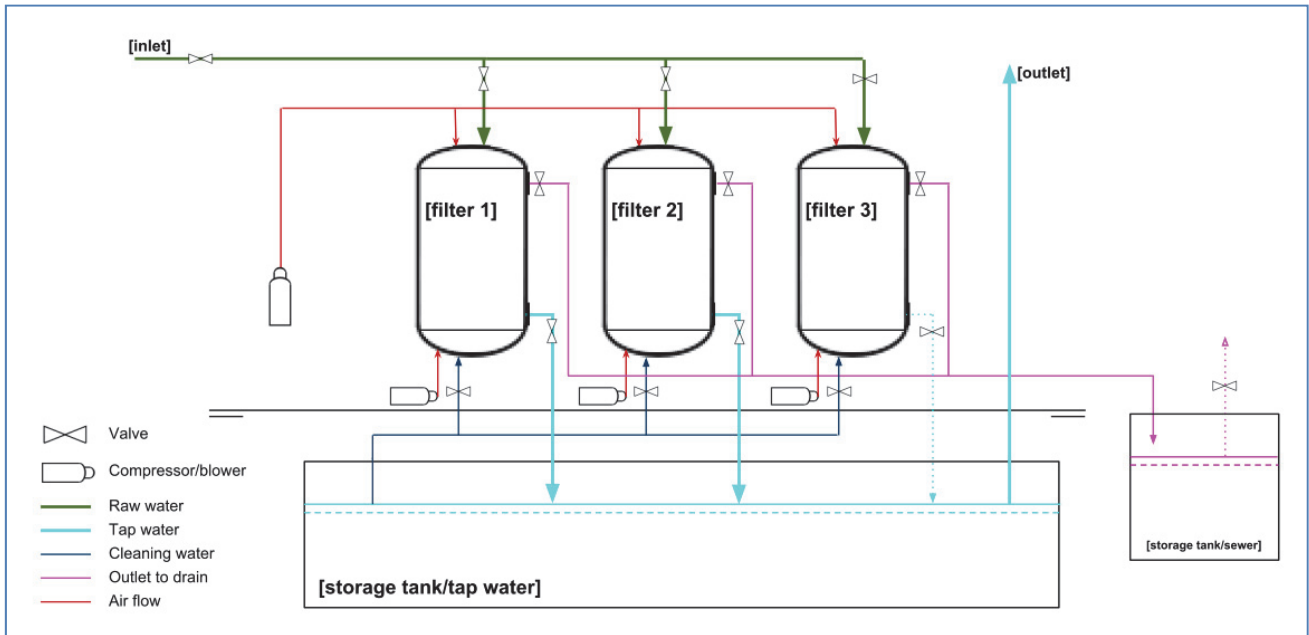 [inlet]
[outlet]
[filter 1]
[filter 2]
[filter 3]
Valve
Compressor/blower
Raw water
Tap water
Cleaning water
Outlet to drain
Air flow
[storage tank/tap water]
[storage tank/sewer]